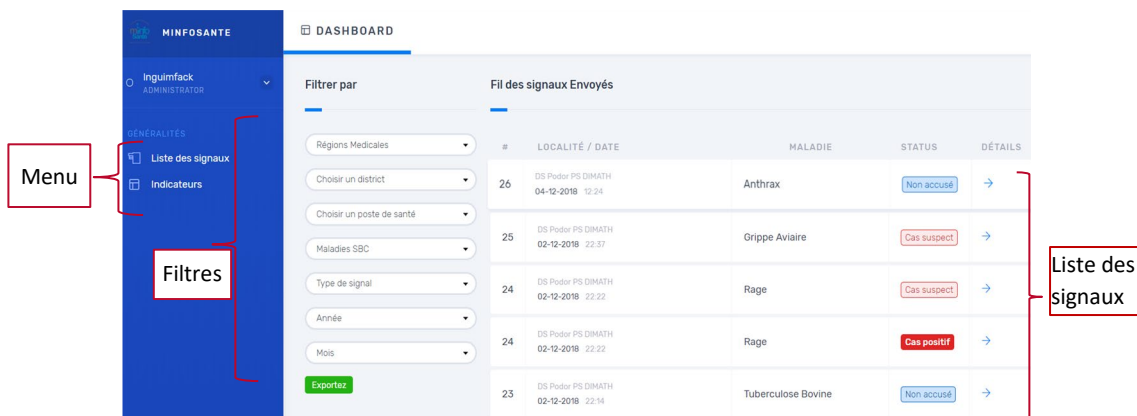 MINFOSANTE
DASHBOARD
Inguimfack
ADMINISTRATOR
GÉNÉRALITÉS
Liste des signaux
Indicateurs
Menu
Filtres
Filtrer par
Régions Medicales
Choisir un district
Choisir un poste de santé
Maladies SBC
Type de signal
Année
Mois
Exportez
Fil des signaux Envoyés
# LOCALITÉ / DATE MALADIE STATUS DÉTAILS
DS Podor PS DIMATH
26 04-12-2018 12:24 Anthrax Non accusé
DS Podor PS DIMATH
25 02-12-2018 22:37 Grippe Aviaire Cas suspect
DS Podor PS DIMATH
24 02-12-2018 22:22 Rage Cas suspect
DS Podor PS DIMATH
24 02-12-2018 22:22 Rage Cas positif
DS Podor PS DIMATH
23 02-12-2018 22:14 Tuberculose Bovine Non accusé
Liste des
signaux